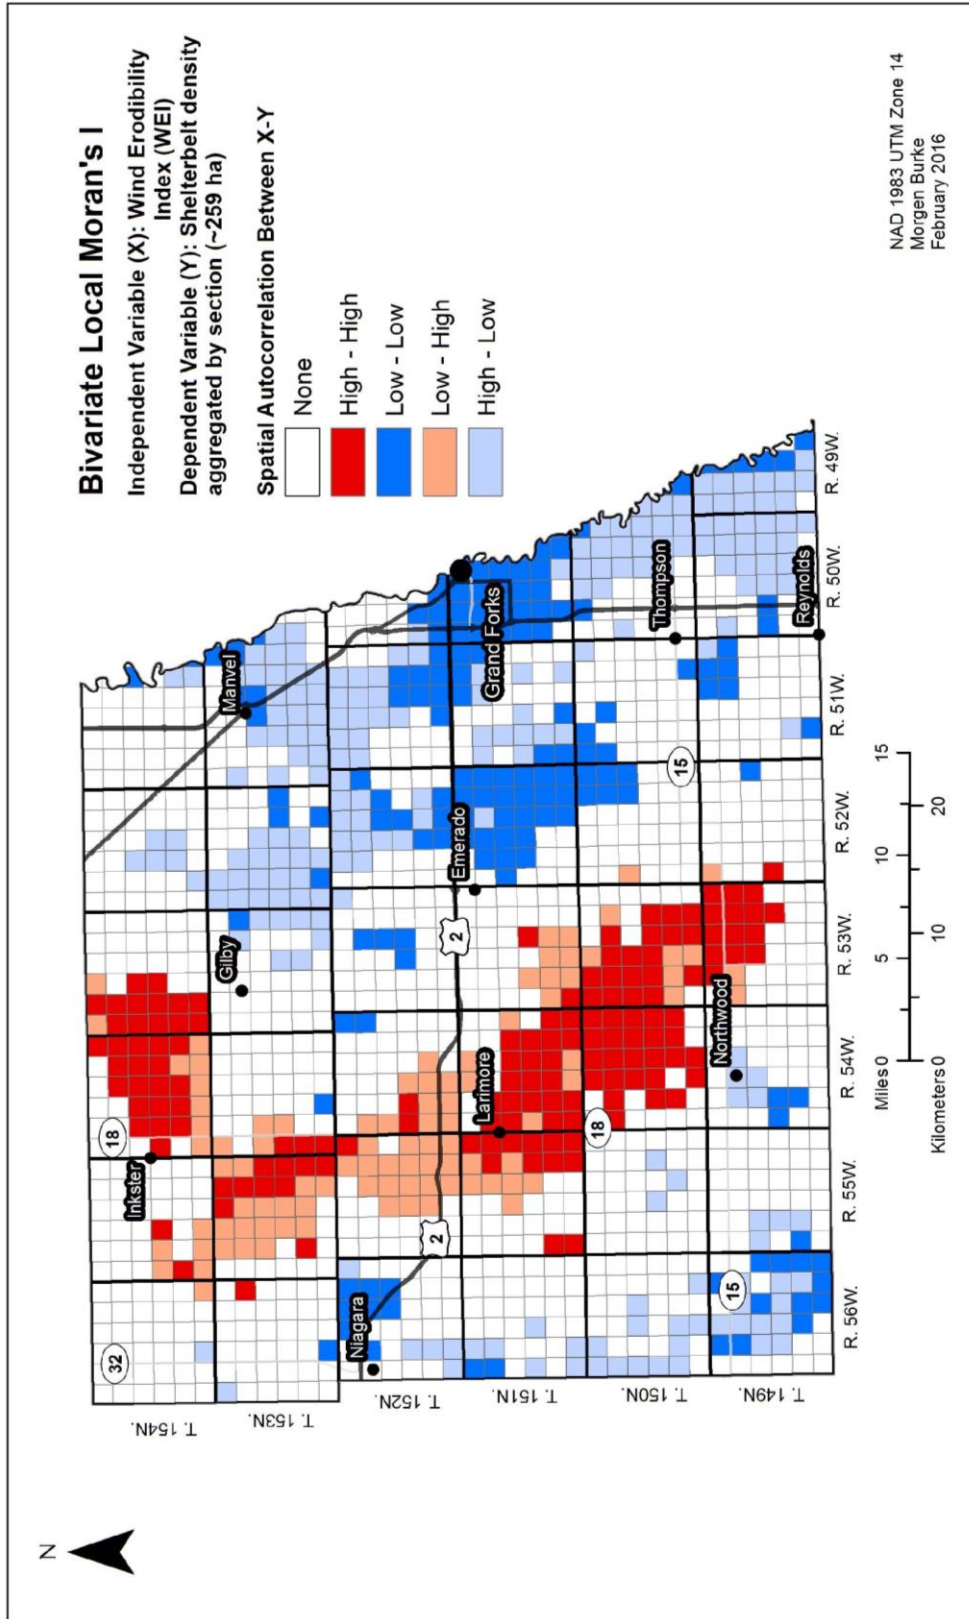 Bivariate Local Moran's I
Independent Variable (X): Wind Erodibility
Index (WEI)
Dependent Variable (Y): Shelterbelt density
aggregated by section (~259 ha)
Spatial Autocorrelation Between X-Y
None
High - High
Low - Low
Low - High
High - Low
N
32
18
Inkster
Gilby
Manvel
Niagara
2
2
Larimore
Emerado
Grand Forks
18
15
Thompson
15
Northwood
Reynolds
T. 154N.
T. 153N.
T. 152N.
T. 151N.
T. 150N.
T. 149N.
R. 56W.
R. 55W.
R. 54W.
R. 53W.
R. 52W.
R. 51W.
R. 50W.
R. 49W.
Miles 0 5 10 15
Kilometers 0 10 20
NAD 1983 UTM Zone 14
Morgen Burke
February 2016